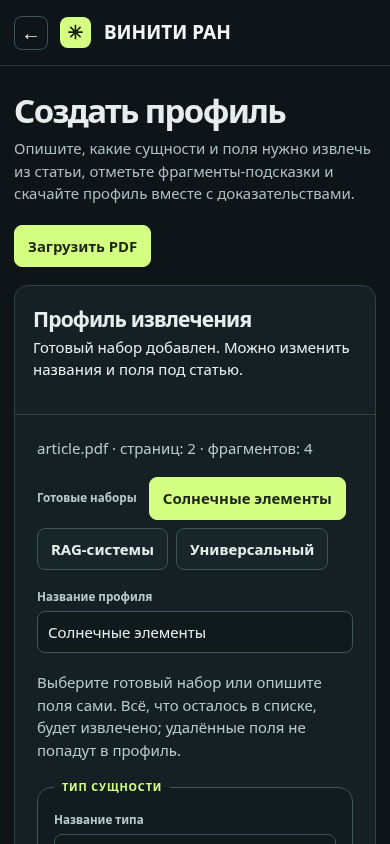 ← ✳ ВИНИТИ РАН
Создать профиль
Опишите, какие сущности и поля нужно извлечь
из статьи, отметьте фрагменты-подсказки и
скачайте профиль вместе с доказательствами.
Загрузить PDF
Профиль извлечения
Готовый набор добавлен. Можно изменить
названия и поля под статью.
article.pdf · страниц: 2 · фрагментов: 4
Готовые наборы Солнечные элементы
RAG-системы Универсальный
Название профиля
Солнечные элементы
Выберите готовый набор или опишите
поля сами. Всё, что осталось в списке,
будет извлечено; удалённые поля не
попадут в профиль.
ТИП СУЩНОСТИ
Название типа